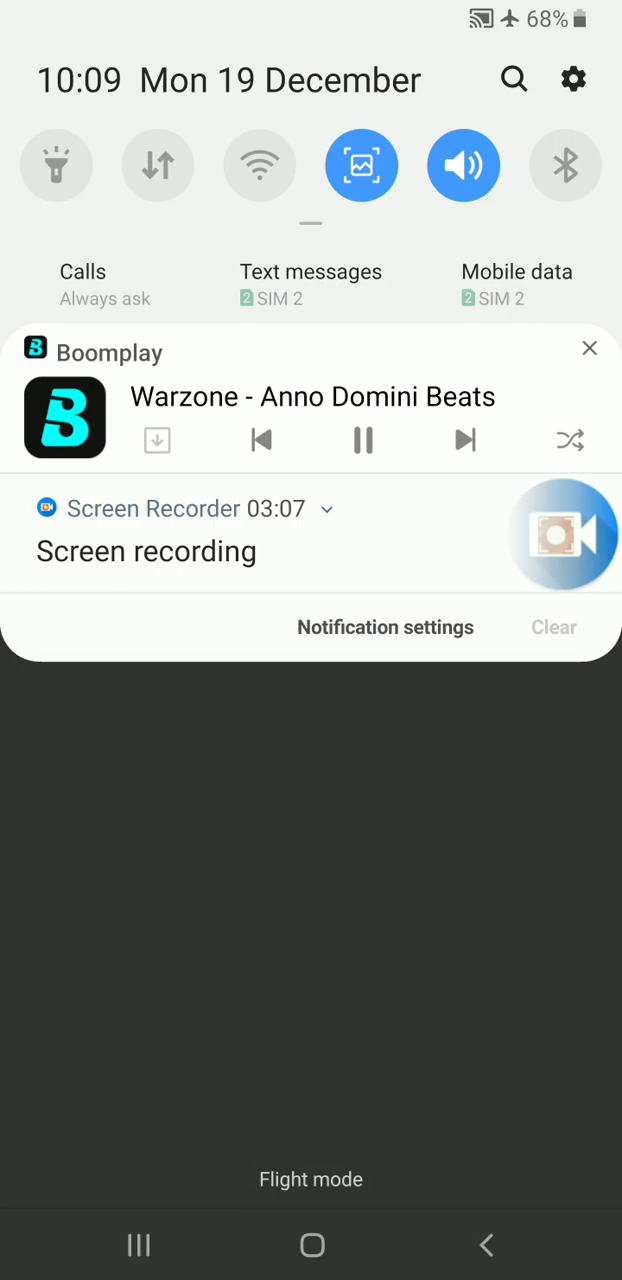 68%
10:09 Mon 19 December
Calls Text messages Mobile data
Always ask 2 SIM 2 2 SIM 2
B Boomplay
B
Warzone - Anno Domini Beats
Screen Recorder 03:07
Screen recording
Notification settings Clear
Flight mode